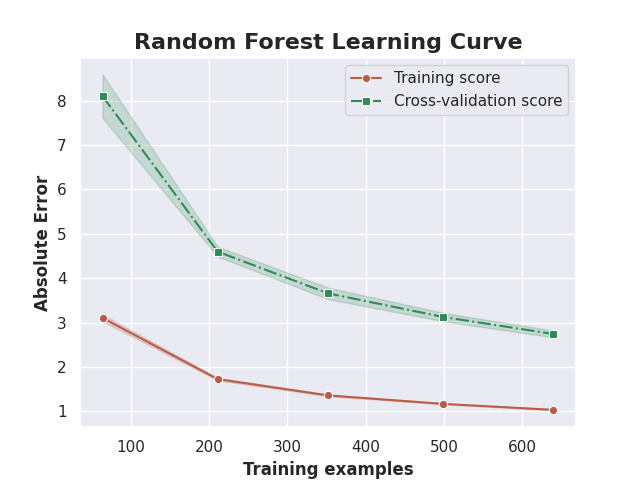 Random Forest Learning Curve
Training score
Cross-validation score
Absolute Error
8
7
6
5
4
3
2
1
100 200 300 400 500 600
Training examples